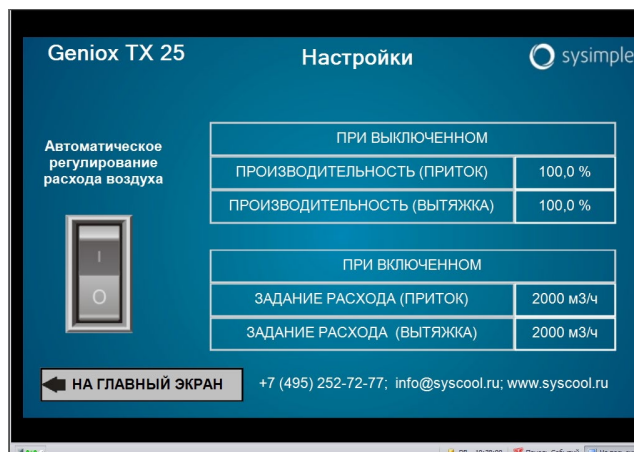 Geniox TX 25
Настройки
sysimple
Автоматическое
регулирование
расхода воздуха
ПРИ ВЫКЛЮЧЕННОМ
ПРОИЗВОДИТЕЛЬНОСТЬ (ПРИТОК) 100,0 %
ПРОИЗВОДИТЕЛЬНОСТЬ (ВЫТЯЖКА) 100,0 %
I
O
ПРИ ВКЛЮЧЕННОМ
ЗАДАНИЕ РАСХОДА (ПРИТОК) 2000 м3/ч
ЗАДАНИЕ РАСХОДА (ВЫТЯЖКА) 2000 м3/ч
НА ГЛАВНЫЙ ЭКРАН
+7 (495) 252-72-77; info@syscool.ru; www.syscool.ru